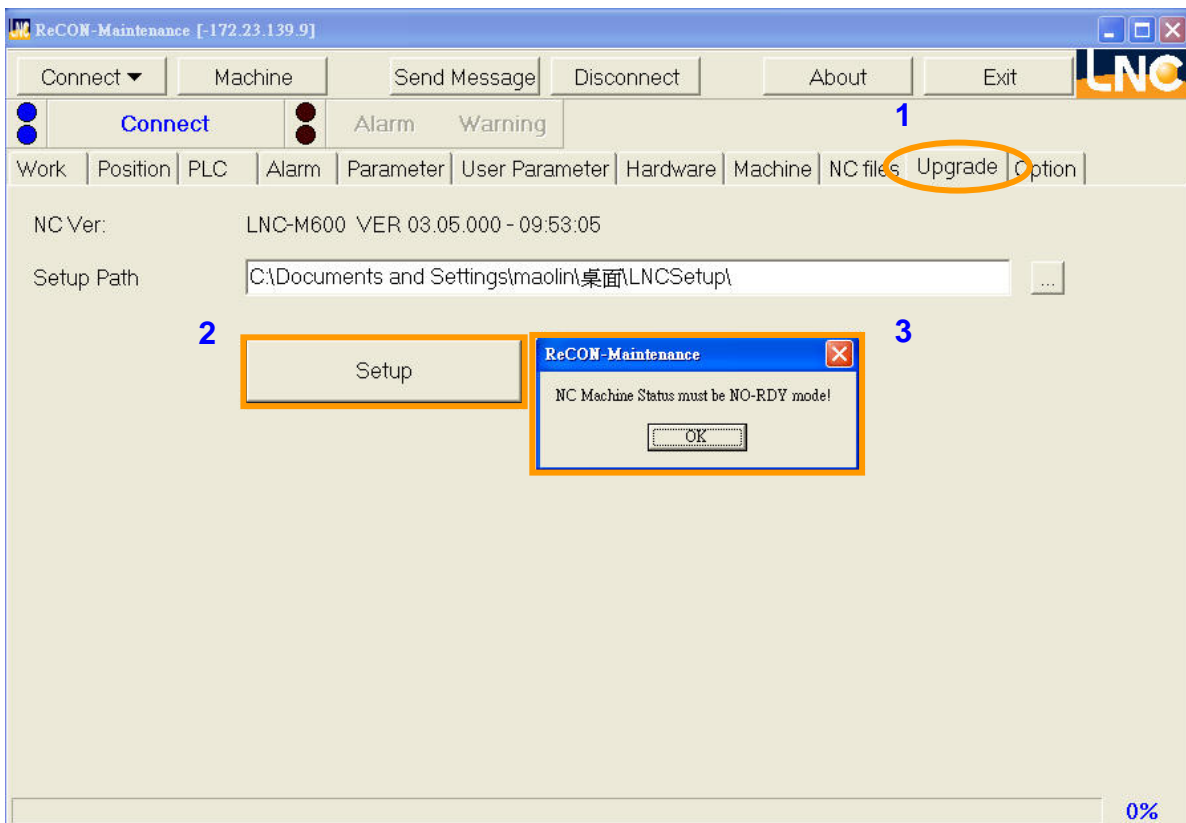 ReCON-Maintenance [-172.23.139.9]
Connect Machine Send Message Disconnect About Exit LNC
Connect Alarm Warning 1
Work Position PLC Alarm Parameter User Parameter Hardware Machine NC files Upgrade Option
NC Ver: LNC-M600 VER 03.05.000 - 09:53:05
Setup Path C:\Documents and Settings\maolin\桌面\LNCSetup\ ...
2 3
Setup
ReCON-Maintenance
NC Machine Status must be NO-RDY mode!
OK
0%